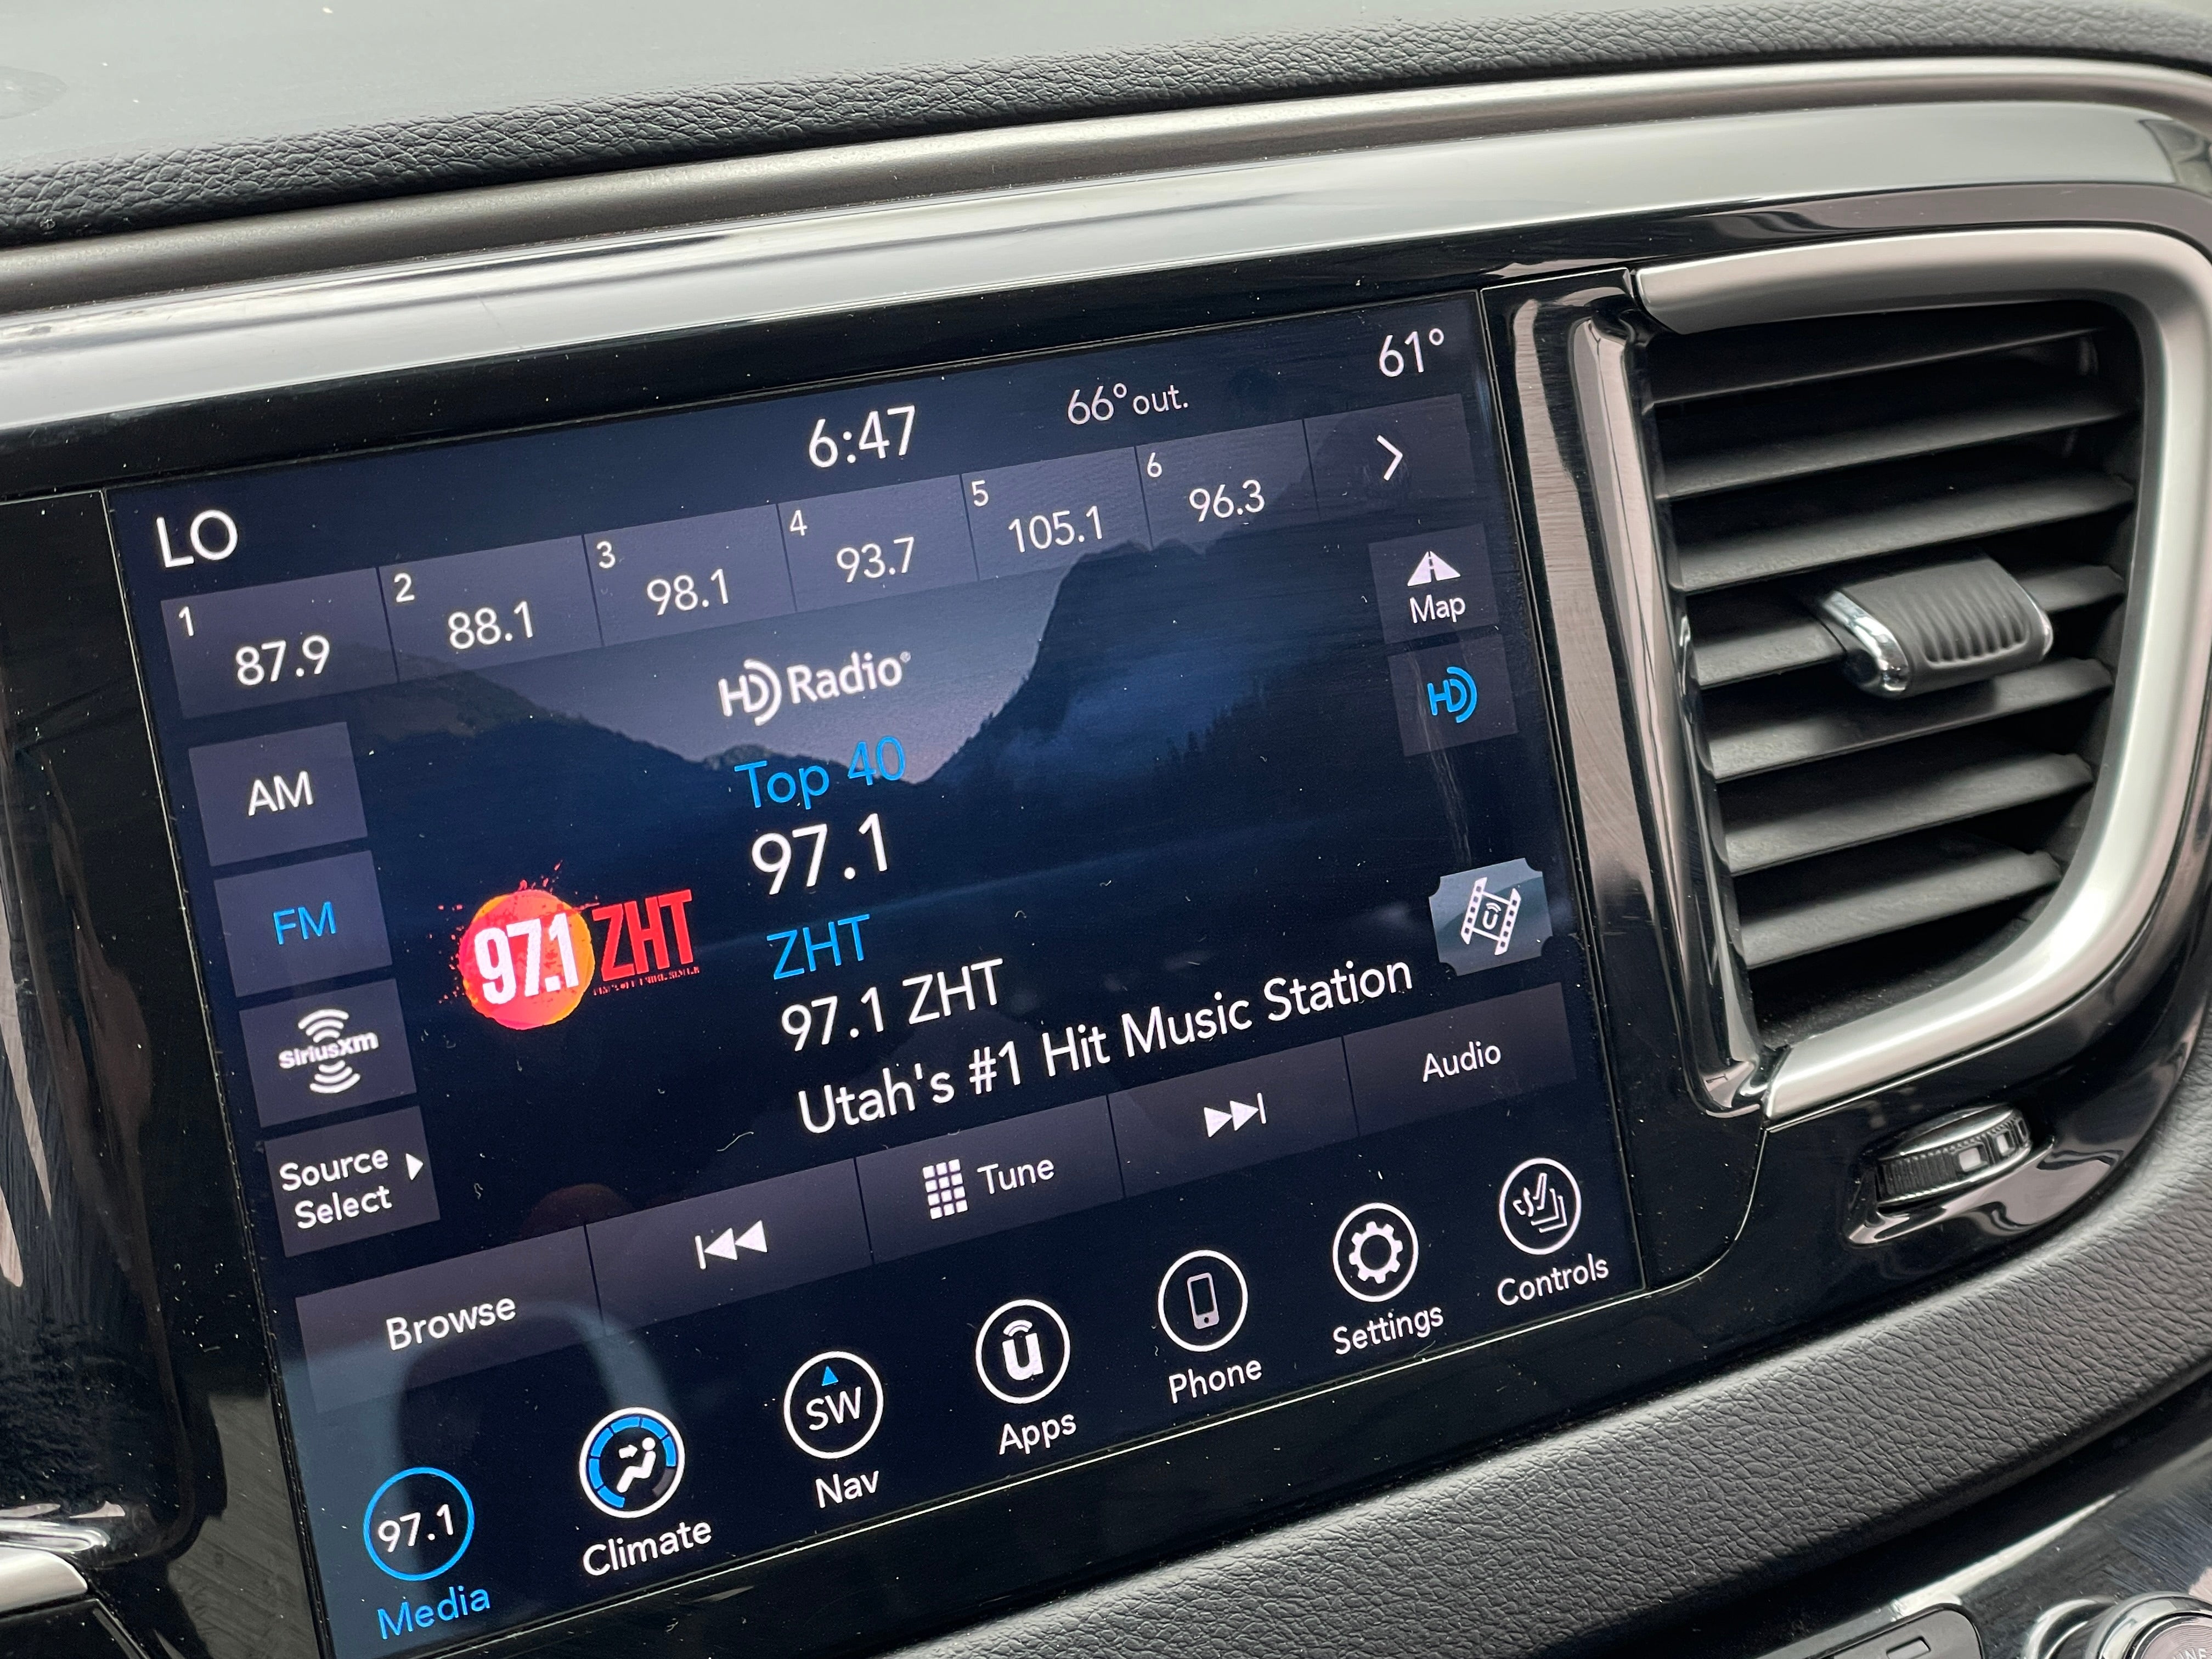 LO
6:47
66° out.
61°
1 87.9
2 88.1
3 98.1
4 93.7
5 105.1
6 96.3
HD Radio®
Map
HD
AM
FM
siriusxm
Source
Select
Top 40
97.1
ZHT
97.1 ZHT
Utah's #1 Hit Music Station
97.1 ZHT
Browse
Tune
Audio
97.1
Media
Climate
SW
Nav
u
Apps
Phone
Settings
Controls